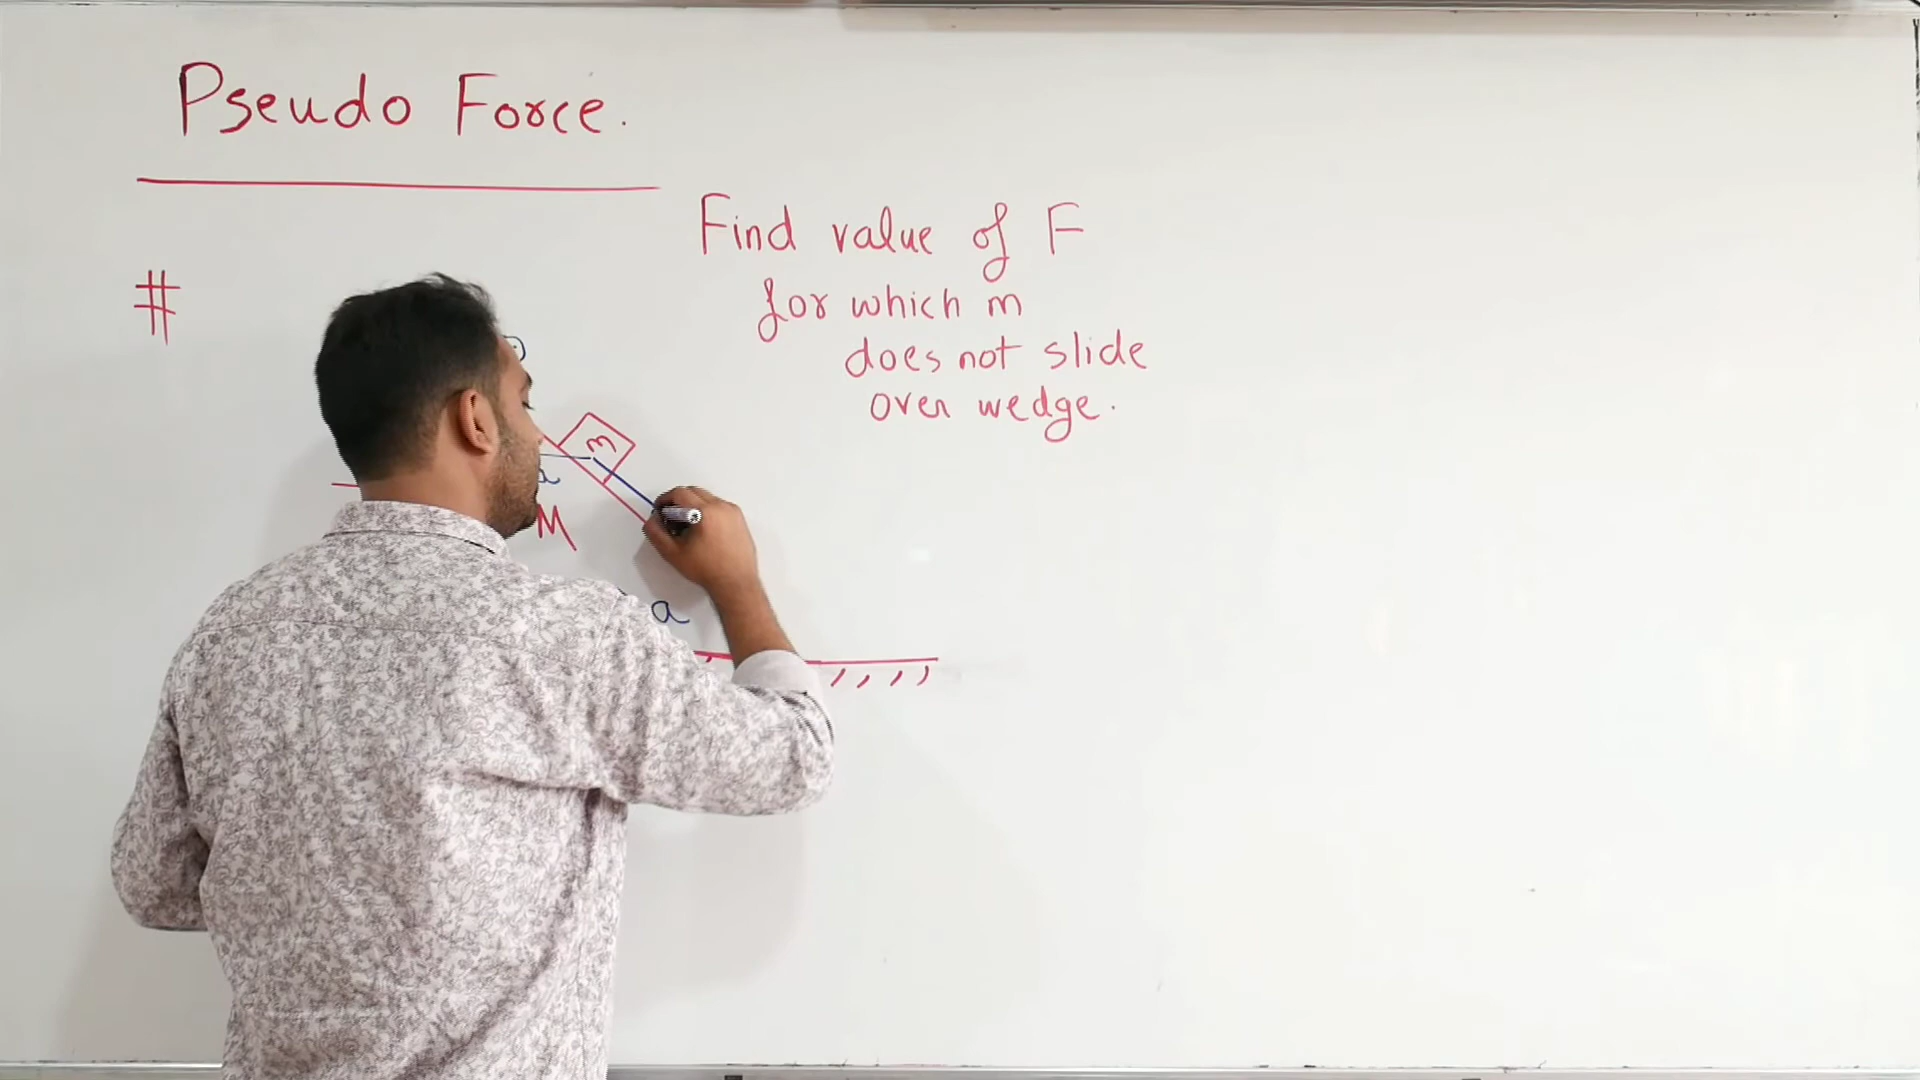 Pseudo Force.
Find value of F
#
for which m
does not slide
over wedge.
m
a
M
a